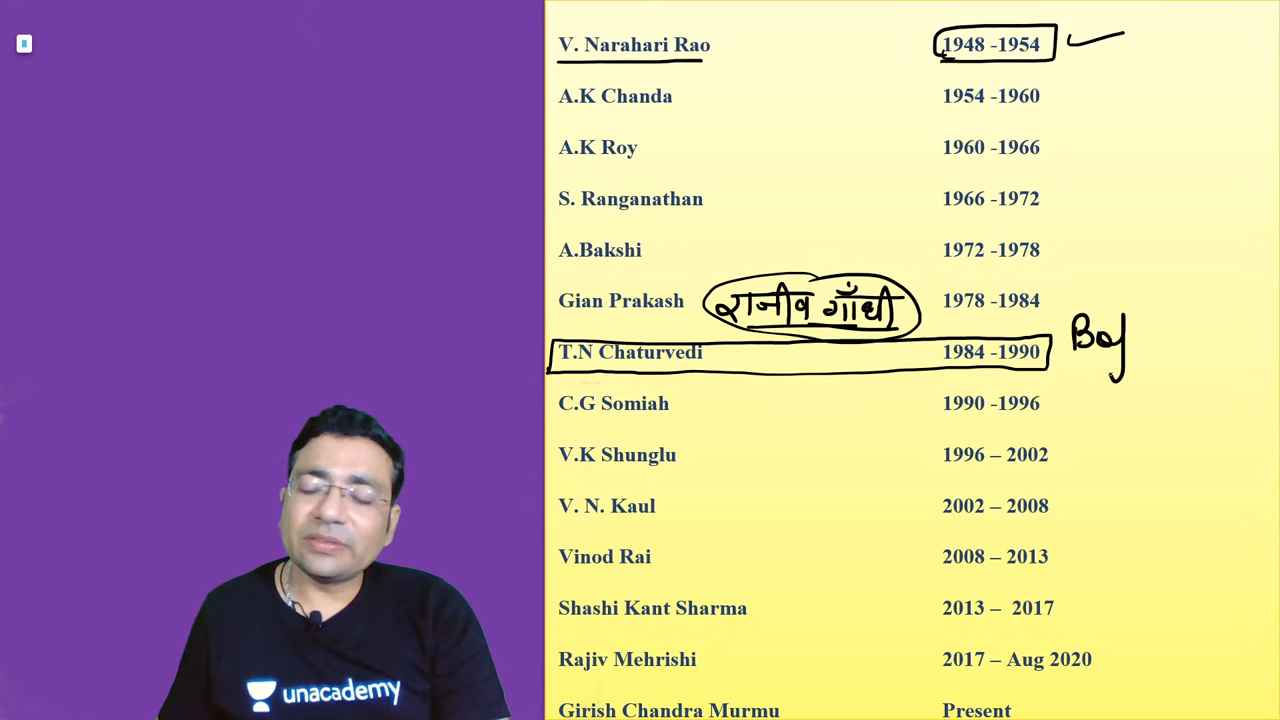 V. Narahari Rao 1948 -1954
A.K Chanda 1954 -1960
A.K Roy 1960 -1966
S. Ranganathan 1966 -1972
A.Bakshi 1972 -1978
Gian Prakash राजीव गाँधी 1978 -1984
T.N Chaturvedi 1984 -1990 Bof
C.G Somiah 1990 -1996
V.K Shunglu 1996 – 2002
V. N. Kaul 2002 – 2008
Vinod Rai 2008 – 2013
Shashi Kant Sharma 2013 – 2017
Rajiv Mehrishi 2017 – Aug 2020
Girish Chandra Murmu Present
unacademy